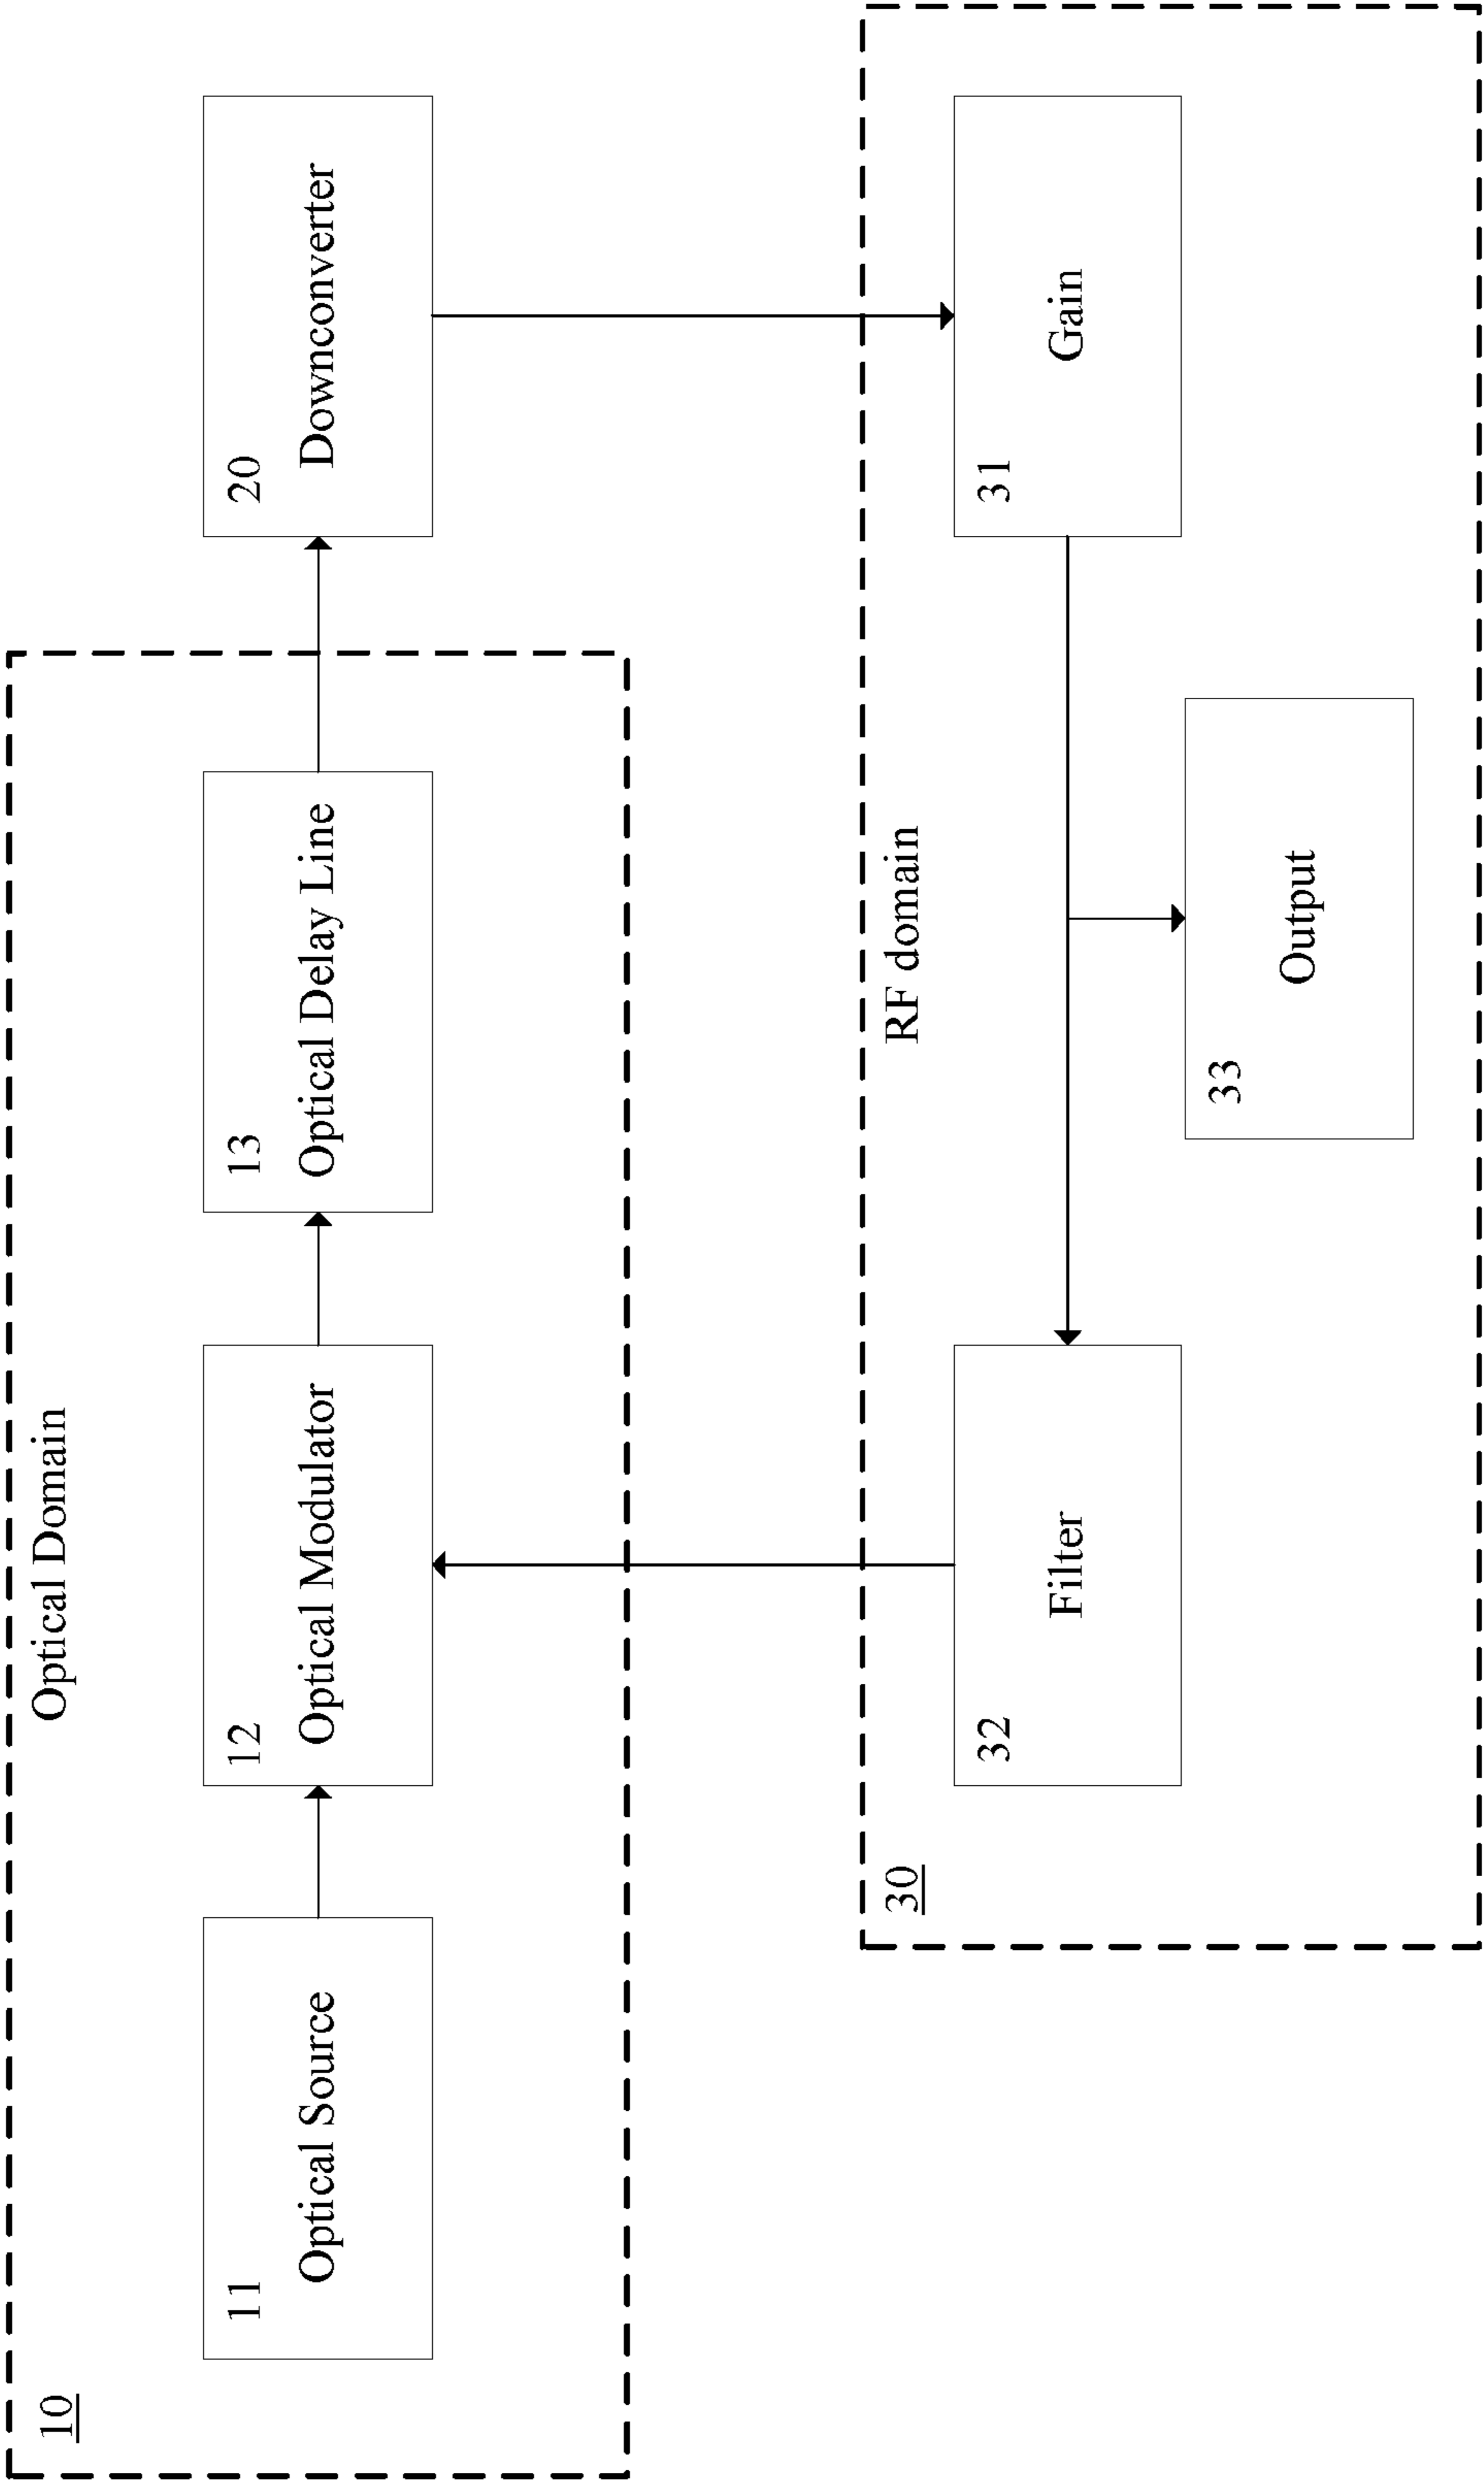 10
Optical Domain
11
Optical Source
12
Optical Modulator
13
Optical Delay Line
20
Downconverter
30
RF domain
32
Filter
31
Gain
33
Output